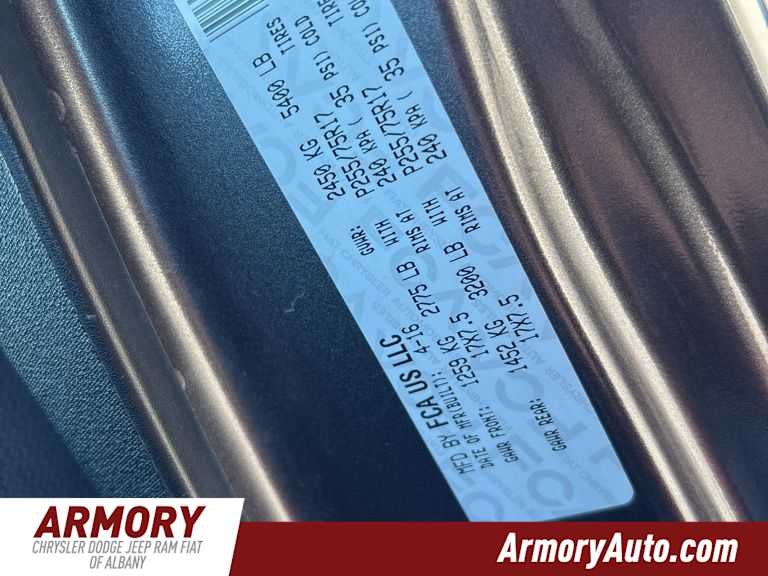 MFD BY FCA US LLC
DATE OF MFR(BUILT): 4-16 GVWR: 2450 KG 5400 LB
GAWR FRONT: 1259 KG 2775 LB WITH P255/75R17 TIRES
17X7.5 RIMS AT 240 KPA ( 35 PSI) COLD
GAWR REAR: 1452 KG 3200 LB WITH P255/75R17 TIRE
17X7.5 RIMS AT 240 KPA ( 35 PSI) CO
ARMORY
CHRYSLER DODGE JEEP RAM FIAT
OF ALBANY
ArmoryAuto.com